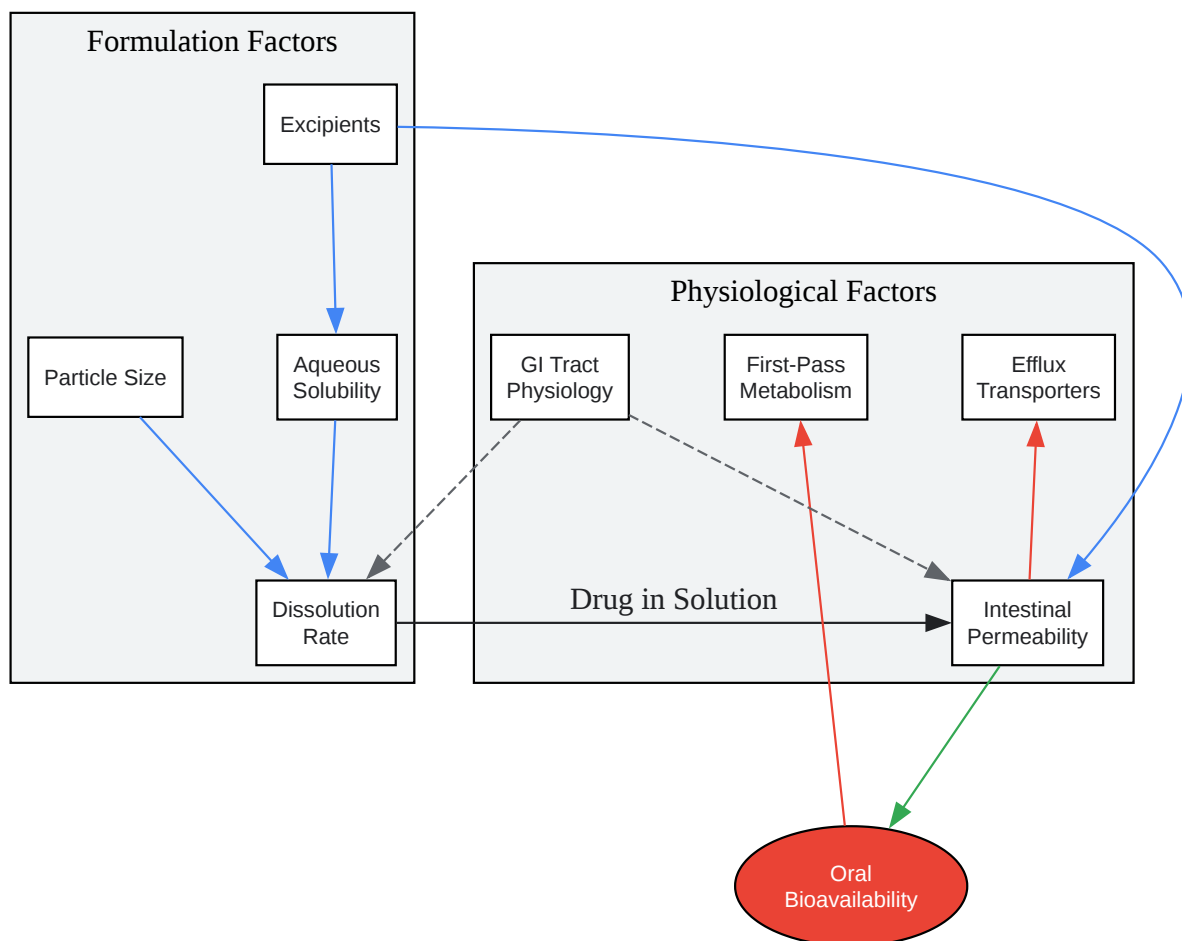 Formulation Factors
Excipients
Particle Size
Aqueous
Solubility
Dissolution
Rate
Physiological Factors
GI Tract
Physiology
First-Pass
Metabolism
Efflux
Transporters
Drug in Solution
Intestinal
Permeability
Oral
Bioavailability